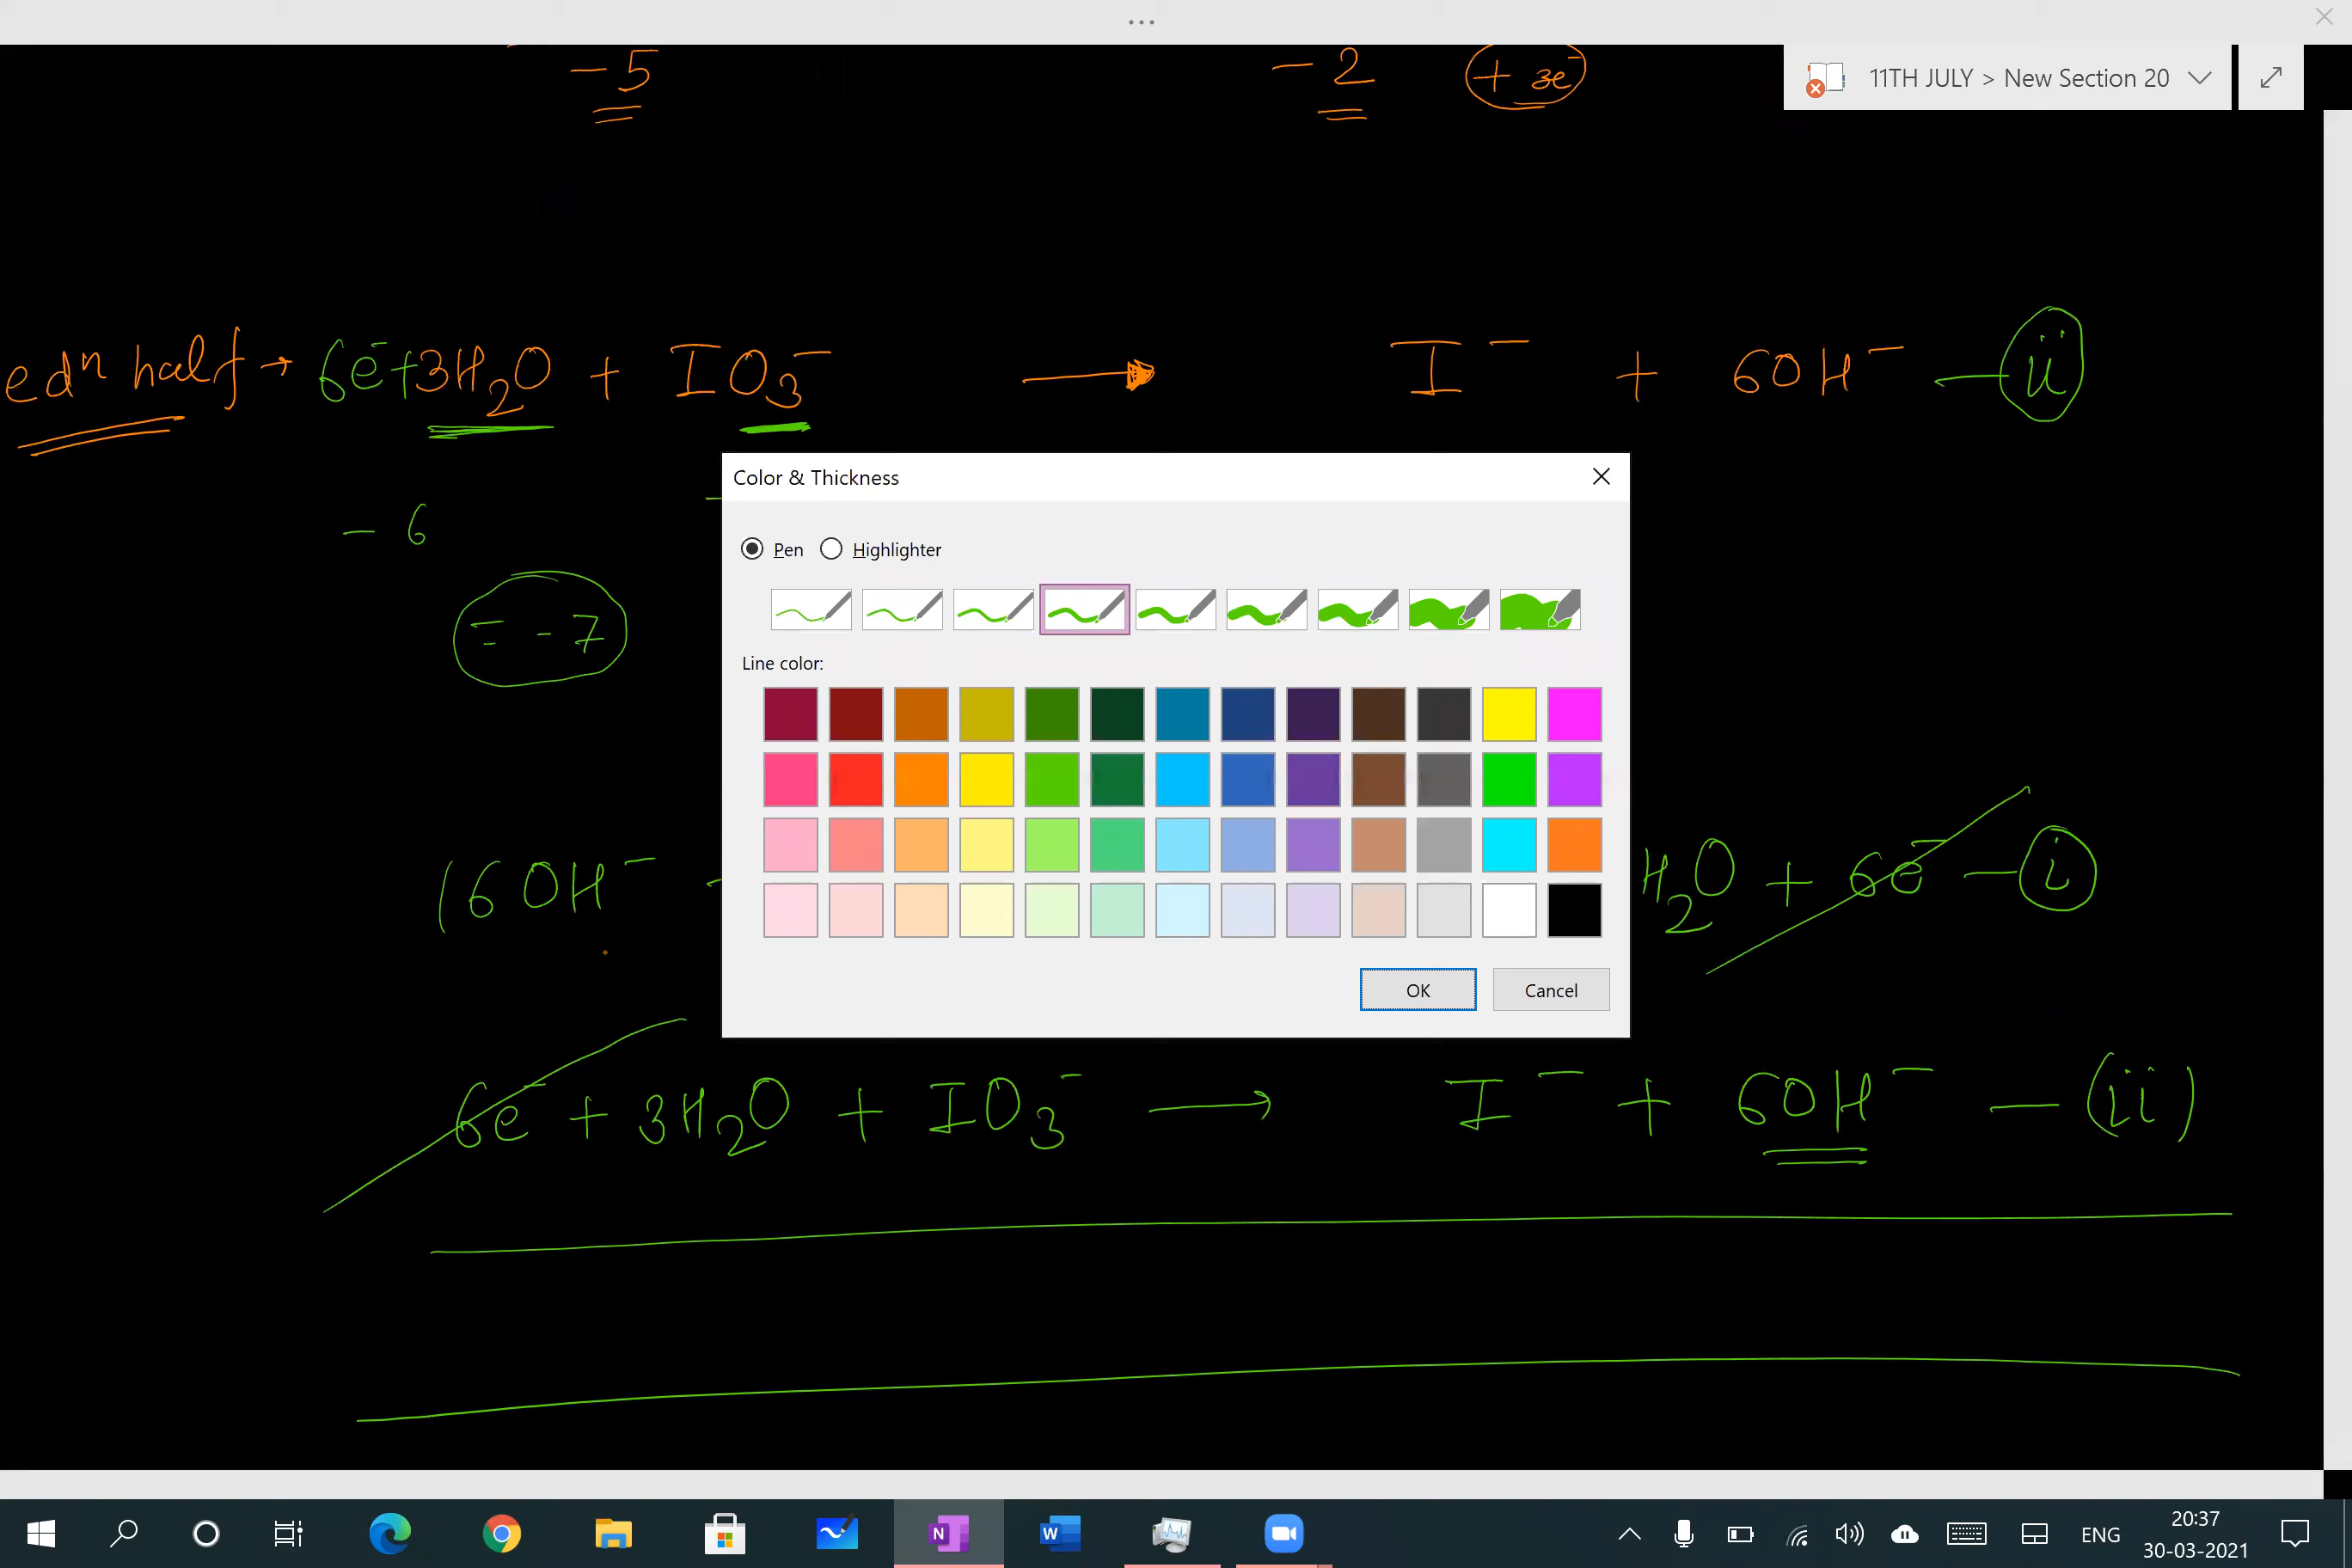 ...
11TH JULY > New Section 20
- 5
- 2 + 3e⁻
edⁿ half → 6e⁻ + 3H₂O + IO₃⁻ → I⁻ + 6OH⁻ — ii
- 6
= - 7
Color & Thickness
Pen Highlighter
Line color:
OK Cancel
(6OH⁻
H₂O + 6e⁻ — i
6e⁻ + 3H₂O + IO₃⁻ → I⁻ + 6OH⁻ — (ii)
N W
ENG
20:37
30-03-2021